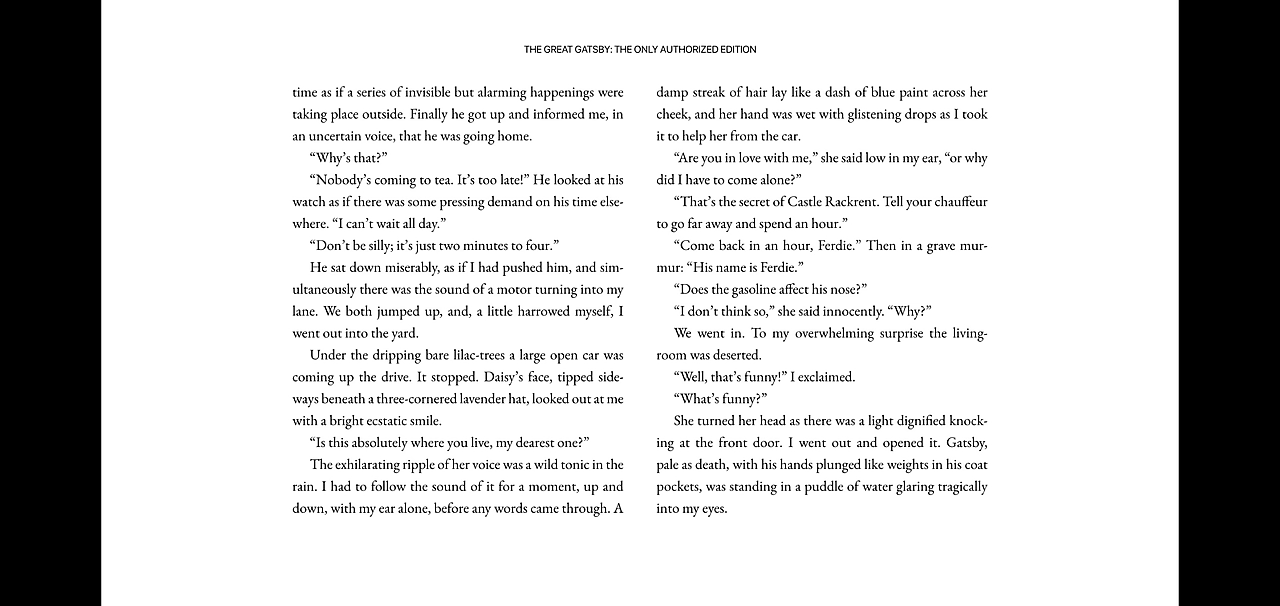 THE GREAT GATSBY: THE ONLY AUTHORIZED EDITION
time as if a series of invisible but alarming happenings were
taking place outside. Finally he got up and informed me, in
an uncertain voice, that he was going home.
“Why’s that?”
“Nobody’s coming to tea. It’s too late!” He looked at his
watch as if there was some pressing demand on his time else-
where. “I can’t wait all day.”
“Don’t be silly; it’s just two minutes to four.”
He sat down miserably, as if I had pushed him, and sim-
ultaneously there was the sound of a motor turning into my
lane. We both jumped up, and, a little harrowed myself, I
went out into the yard.
Under the dripping bare lilac-trees a large open car was
coming up the drive. It stopped. Daisy’s face, tipped side-
ways beneath a three-cornered lavender hat, looked out at me
with a bright ecstatic smile.
“Is this absolutely where you live, my dearest one?”
The exhilarating ripple of her voice was a wild tonic in the
rain. I had to follow the sound of it for a moment, up and
down, with my ear alone, before any words came through. A
damp streak of hair lay like a dash of blue paint across her
cheek, and her hand was wet with glistening drops as I took
it to help her from the car.
“Are you in love with me,” she said low in my ear, “or why
did I have to come alone?”
“That’s the secret of Castle Rackrent. Tell your chauffeur
to go far away and spend an hour.”
“Come back in an hour, Ferdie.” Then in a grave mur-
mur: “His name is Ferdie.”
“Does the gasoline affect his nose?”
“I don’t think so,” she said innocently. “Why?”
We went in. To my overwhelming surprise the living-
room was deserted.
“Well, that’s funny!” I exclaimed.
“What’s funny?”
She turned her head as there was a light dignified knock-
ing at the front door. I went out and opened it. Gatsby,
pale as death, with his hands plunged like weights in his coat
pockets, was standing in a puddle of water glaring tragically
into my eyes.